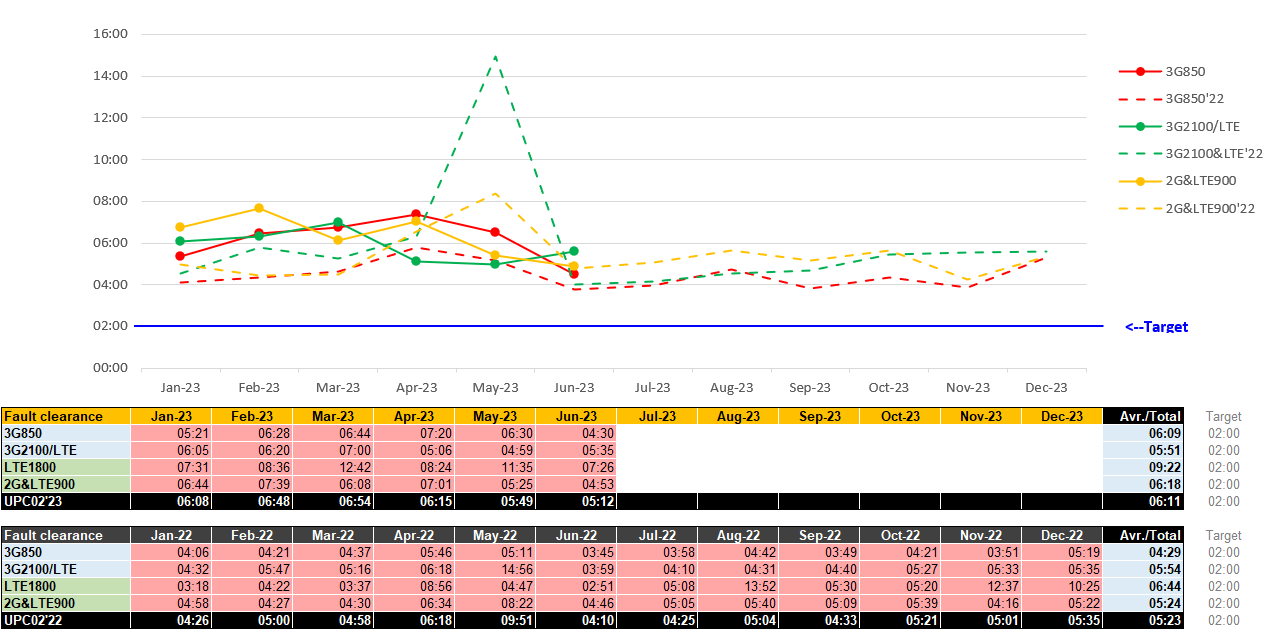 16:00
14:00
12:00
10:00
08:00
06:00
04:00
02:00
00:00
3G850
3G850'22
3G2100/LTE
3G2100&LTE'22
2G&LTE900
2G&LTE900'22
<--Target
Jan-23 Feb-23 Mar-23 Apr-23 May-23 Jun-23 Jul-23 Aug-23 Sep-23 Oct-23 Nov-23 Dec-23
Fault clearance Jan-23 Feb-23 Mar-23 Apr-23 May-23 Jun-23 Jul-23 Aug-23 Sep-23 Oct-23 Nov-23 Dec-23 Avr./Total Target
3G850 05:21 06:28 06:44 07:20 06:30 04:30 06:09 02:00
3G2100/LTE 06:05 06:20 07:00 05:06 04:59 05:35 05:51 02:00
LTE1800 07:31 08:36 12:42 08:24 11:35 07:26 09:22 02:00
2G&LTE900 06:44 07:39 06:08 07:01 05:25 04:53 06:18 02:00
UPC02'23 06:08 06:48 06:54 06:15 05:49 05:12 06:11 02:00
Fault clearance Jan-22 Feb-22 Mar-22 Apr-22 May-22 Jun-22 Jul-22 Aug-22 Sep-22 Oct-22 Nov-22 Dec-22 Avr./Total Target
3G850 04:06 04:21 04:37 05:46 05:11 03:45 03:58 04:42 03:49 04:21 03:51 05:19 04:29 02:00
3G2100/LTE 04:32 05:47 05:16 06:18 14:56 03:59 04:10 04:31 04:40 05:27 05:33 05:35 05:54 02:00
LTE1800 03:18 04:22 03:37 08:56 04:47 02:51 05:08 13:52 05:30 05:20 12:37 10:25 06:44 02:00
2G&LTE900 04:58 04:27 04:30 06:34 08:22 04:46 05:05 05:40 05:09 05:39 04:16 05:22 05:24 02:00
UPC02'22 04:26 05:00 04:58 06:18 09:51 04:10 04:25 05:04 04:33 05:21 05:01 05:35 05:23 02:00